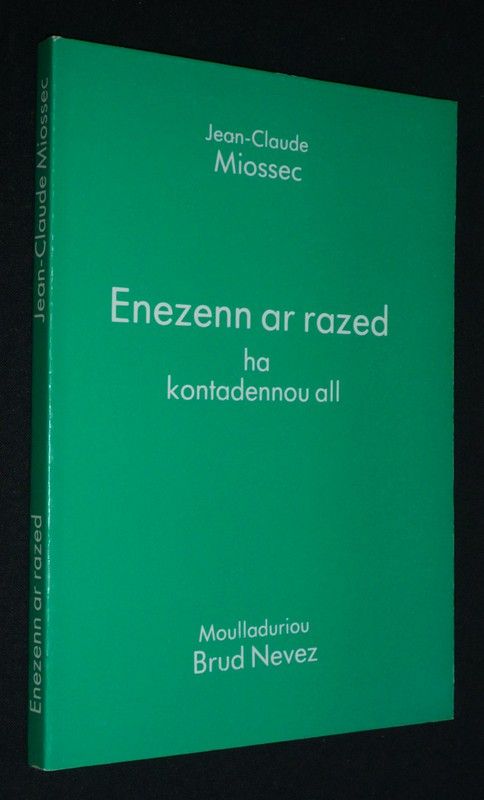 Jean-Claude
Miossec
Enezenn ar razed
ha
kontadennou all
Moulladuriou
Brud Nevez
Jean-Claude Miossec
Enezenn ar razed